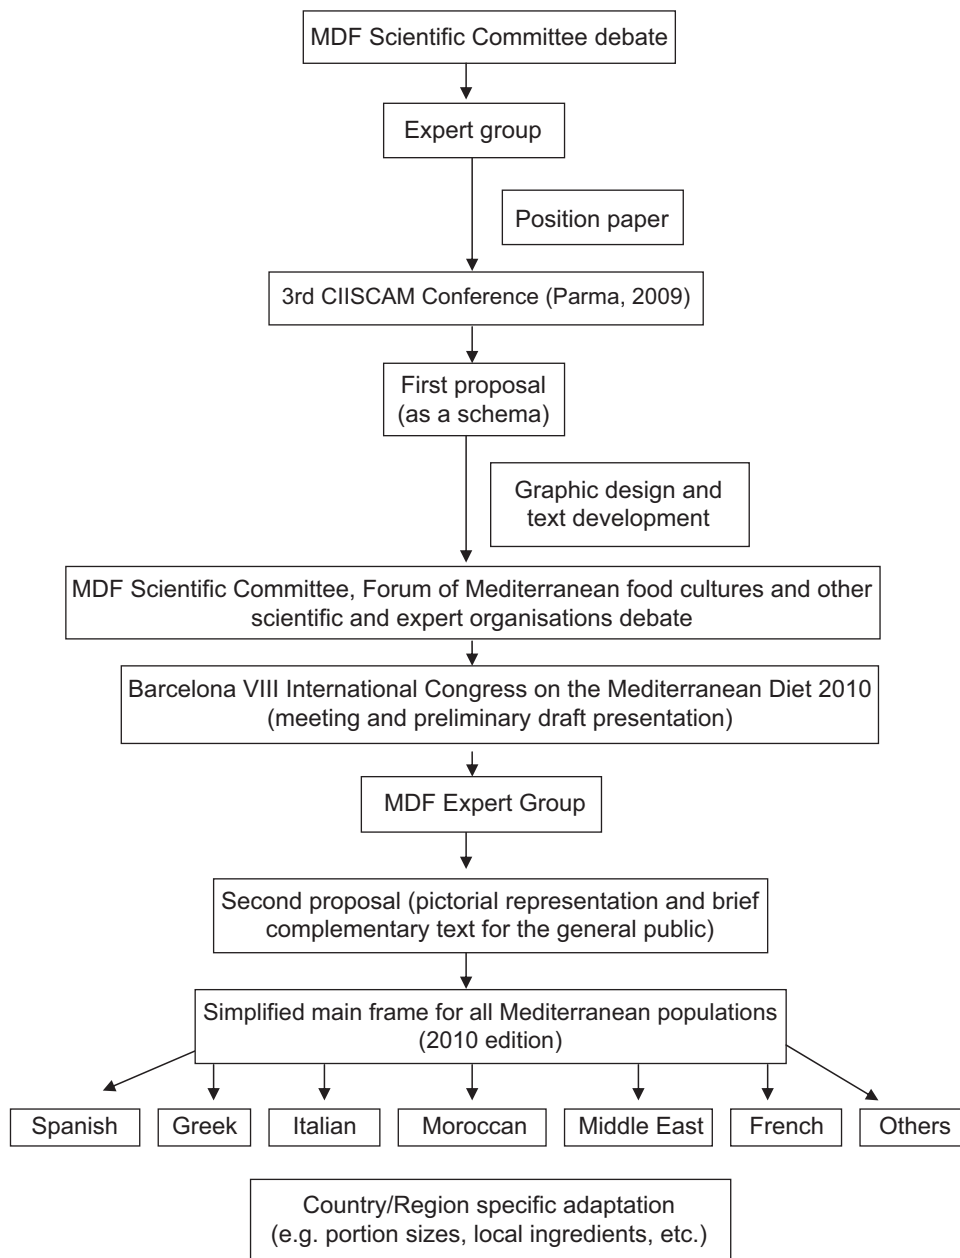 MDF Scientific Committee debate
Expert group
Position paper
3rd CIISCAM Conference (Parma, 2009)
First proposal
(as a schema)
Graphic design and
text development
MDF Scientific Committee, Forum of Mediterranean food cultures and other
scientific and expert organisations debate
Barcelona VIII International Congress on the Mediterranean Diet 2010
(meeting and preliminary draft presentation)
MDF Expert Group
Second proposal (pictorial representation and brief
complementary text for the general public)
Simplified main frame for all Mediterranean populations
(2010 edition)
Spanish Greek Italian Moroccan Middle East French Others
Country/Region specific adaptation
(e.g. portion sizes, local ingredients, etc.)